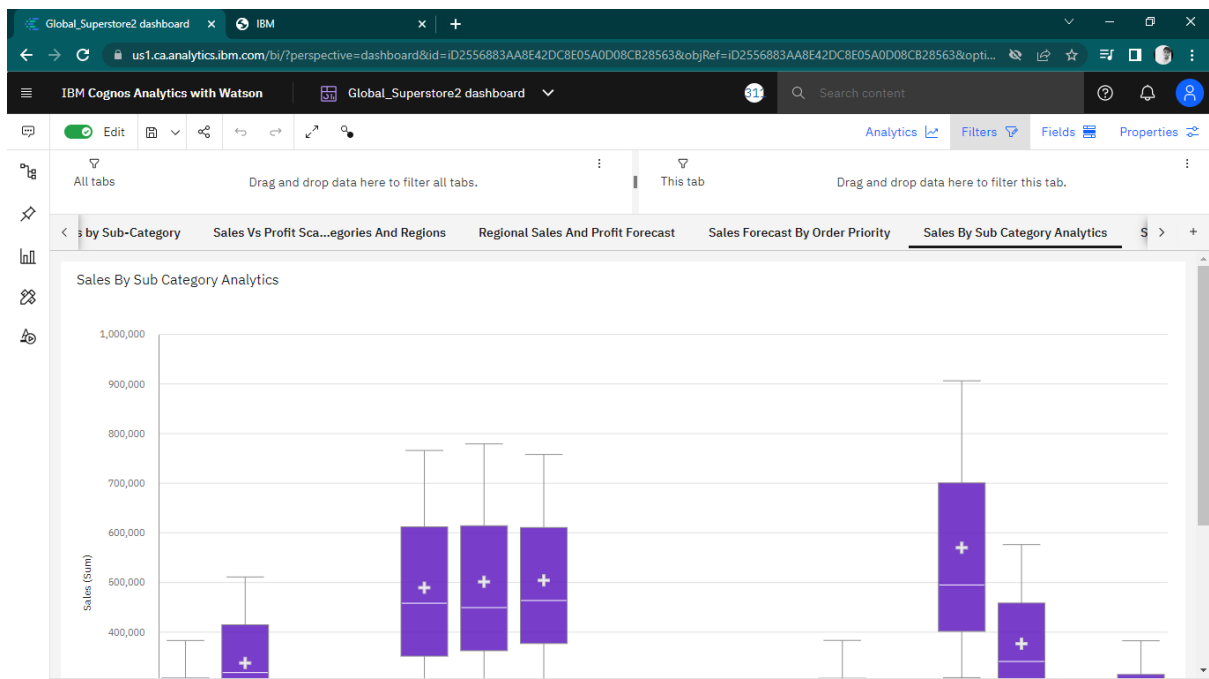 Global_Superstore2 dashboard
IBM
us1.ca.analytics.ibm.com/bi/?perspective=dashboard&id=iD2556883AA8E42DC8E05A0D08CB28563&objRef=iD2556883AA8E42DC8E05A0D08CB28563&opti...
IBM Cognos Analytics with Watson
Global_Superstore2 dashboard
Search content
Edit
Analytics
Filters
Fields
Properties
All tabs
Drag and drop data here to filter all tabs.
This tab
Drag and drop data here to filter this tab.
by Sub-Category
Sales Vs Profit Sca...egories And Regions
Regional Sales And Profit Forecast
Sales Forecast By Order Priority
Sales By Sub Category Analytics
S
Sales By Sub Category Analytics
1,000,000
900,000
800,000
700,000
600,000
500,000
400,000
Sales (Sum)